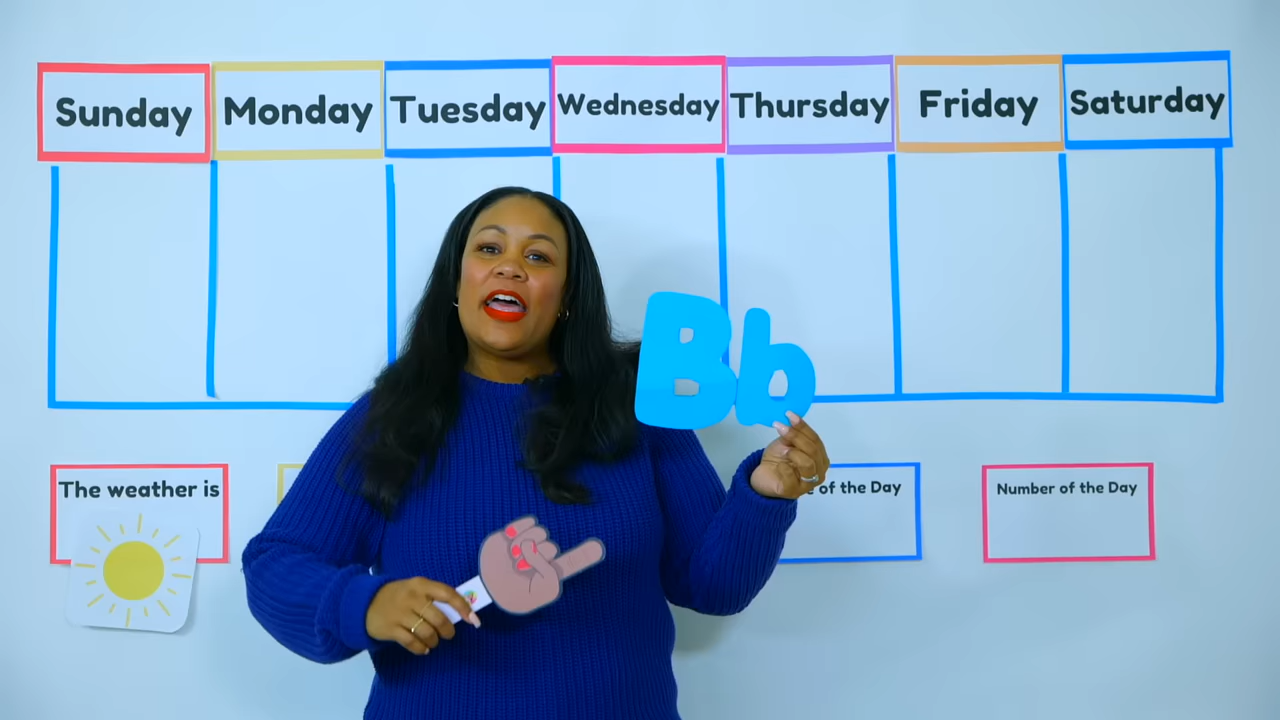 Sunday
Monday
Tuesday
Wednesday
Thursday
Friday
Saturday
Bb
The weather is
of the Day
Number of the Day